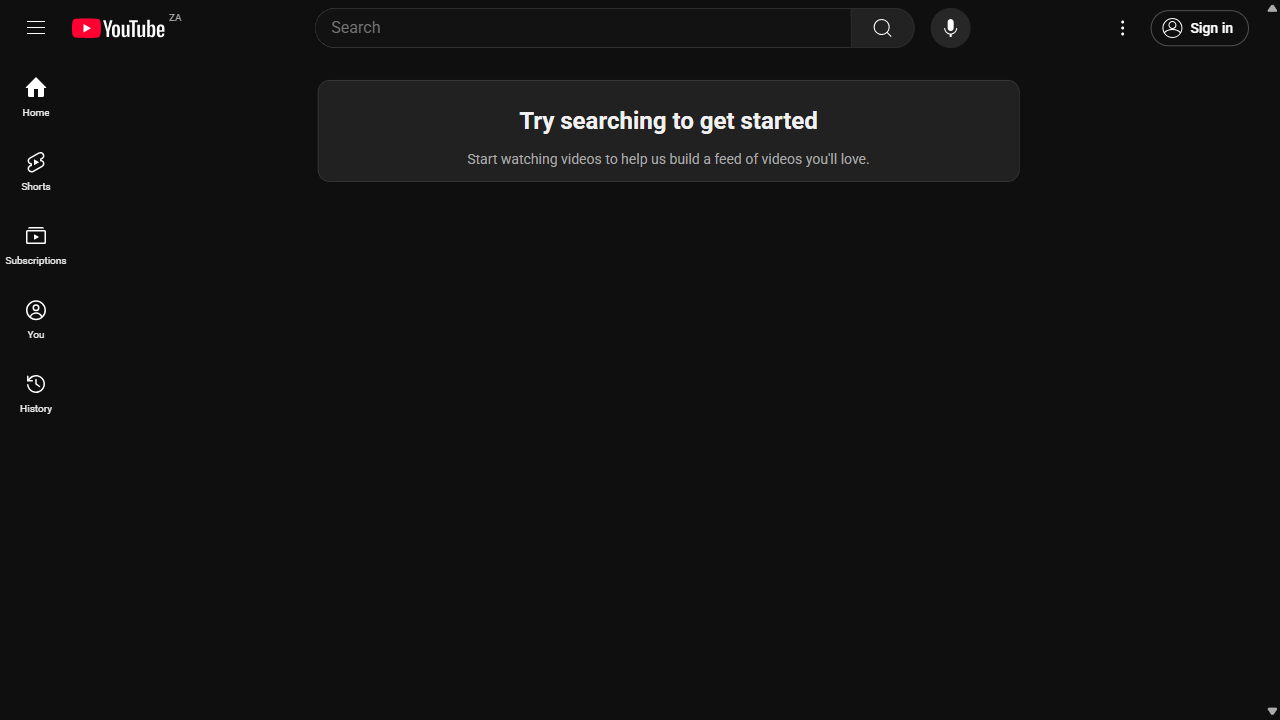 YouTube ZA
Search
Sign in
Home
Shorts
Subscriptions
You
History
Try searching to get started
Start watching videos to help us build a feed of videos you'll love.